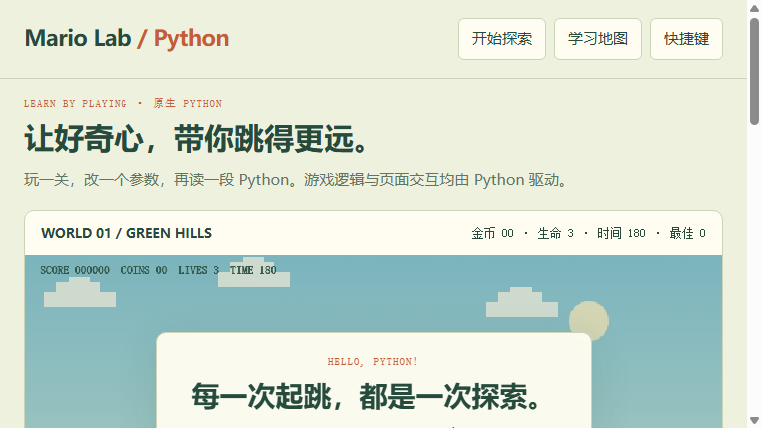 Mario Lab / Python
开始探索
学习地图
快捷键
LEARN BY PLAYING · 原生 PYTHON
让好奇心，带你跳得更远。
玩一关，改一个参数，再读一段 Python。游戏逻辑与页面交互均由 Python 驱动。
WORLD 01 / GREEN HILLS
金币 00 · 生命 3 · 时间 180 · 最佳 0
SCORE 000000 COINS 00 LIVES 3 TIME 180
HELLO, PYTHON!
每一次起跳，都是一次探索。